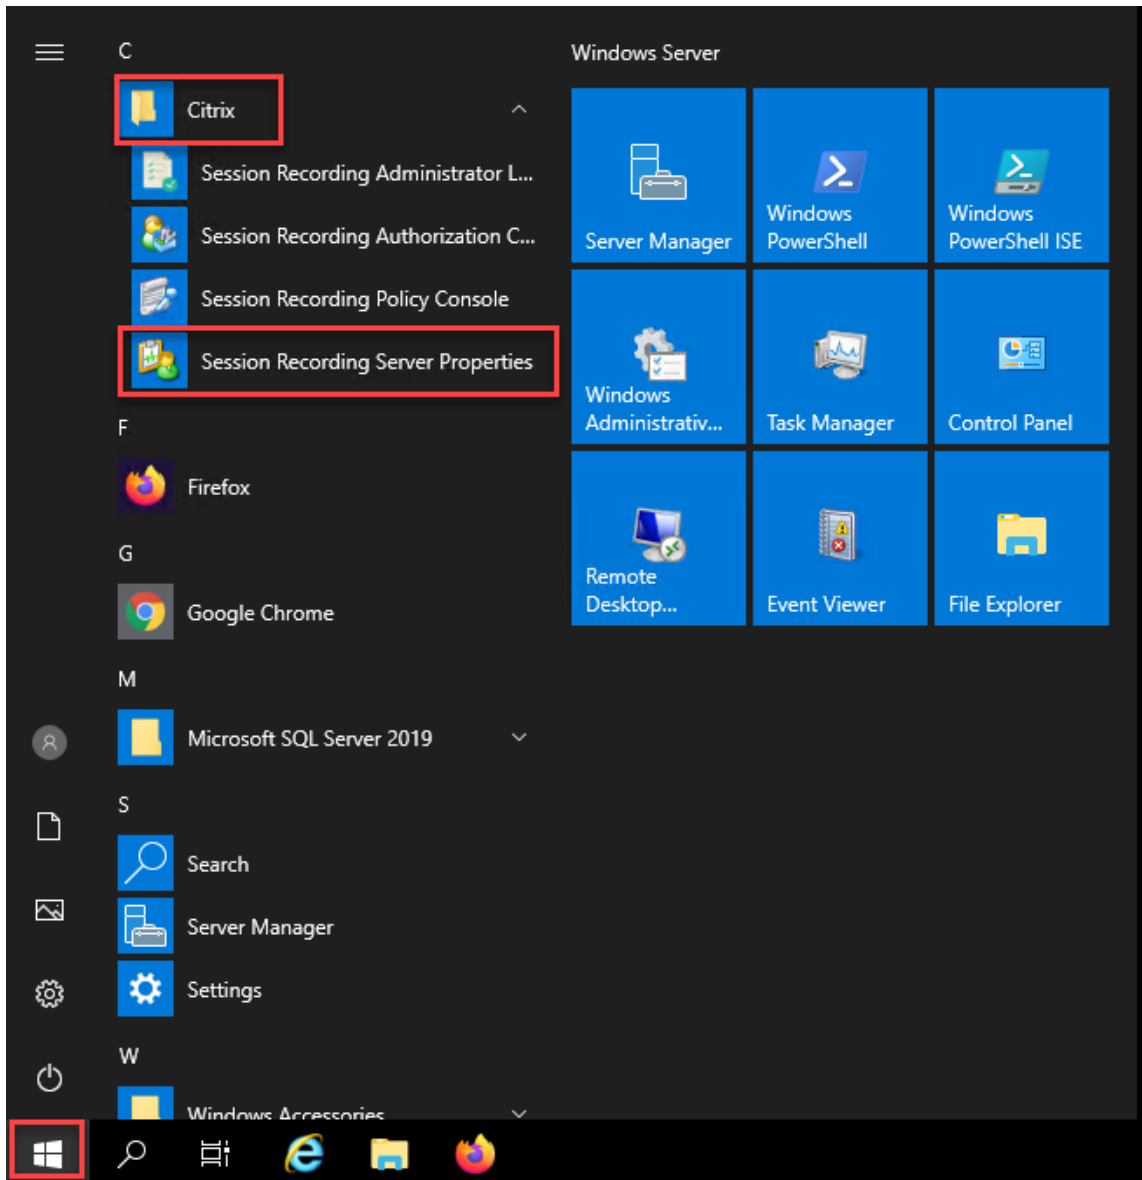 C
Citrix
Session Recording Administrator L...
Session Recording Authorization C...
Session Recording Policy Console
Session Recording Server Properties
F
Firefox
G
Google Chrome
M
Microsoft SQL Server 2019
S
Search
Server Manager
Settings
W
Windows Accessories
Windows Server
Server Manager
Windows
PowerShell
Windows
PowerShell ISE
Windows
Administrativ...
Task Manager
Control Panel
Remote
Desktop...
Event Viewer
File Explorer